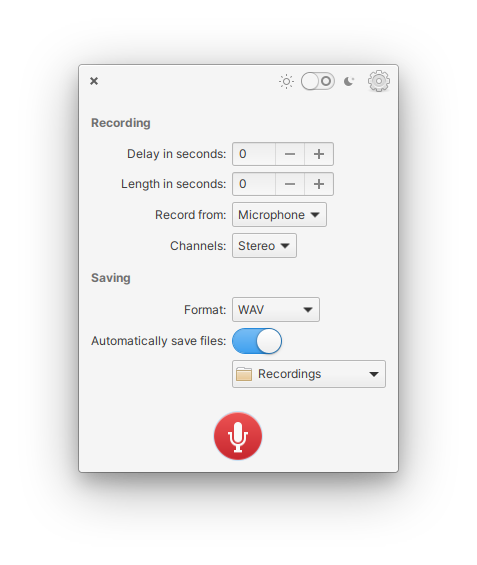 Recording
Delay in seconds: 0
Length in seconds: 0
Record from: Microphone
Channels: Stereo
Saving
Format: WAV
Automatically save files:
Recordings